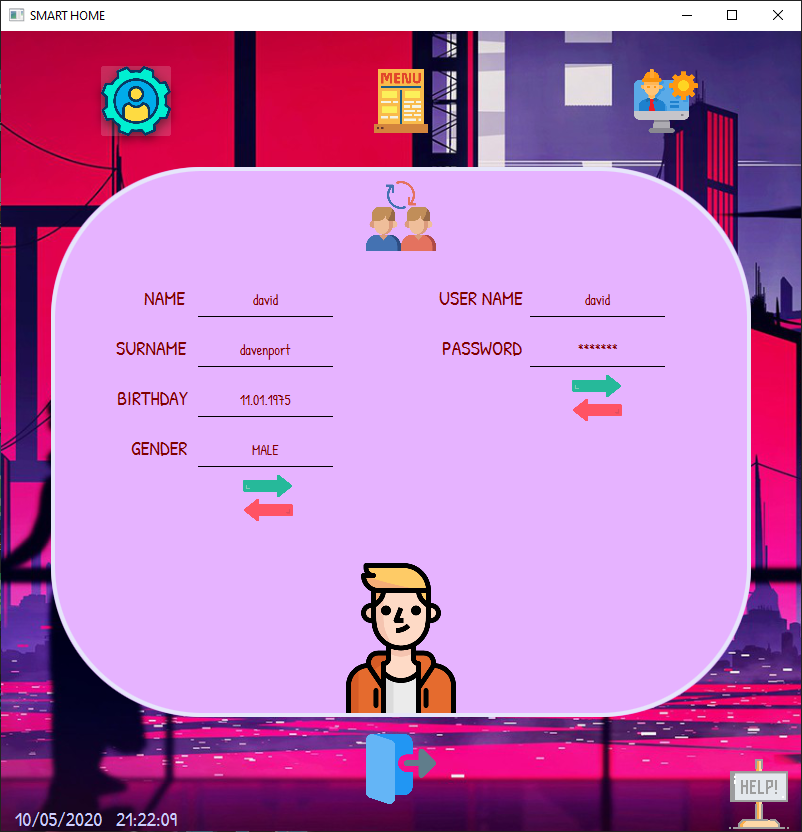 SMART HOME
MENU
NAME david
USER NAME david
SURNAME davenport
PASSWORD *******
BIRTHDAY 11.01.1975
GENDER MALE
HELP!
10/05/2020 21:22:09